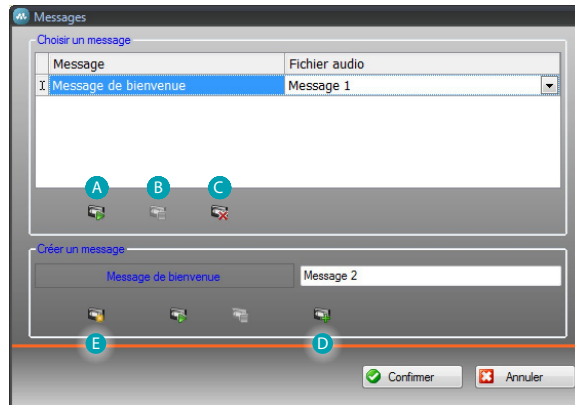 Messages
Choisir un message
Message Fichier audio
Message de bienvenue Message 1
A B C
Créer un message
Message de bienvenue Message 2
E D
Confirmer Annuler